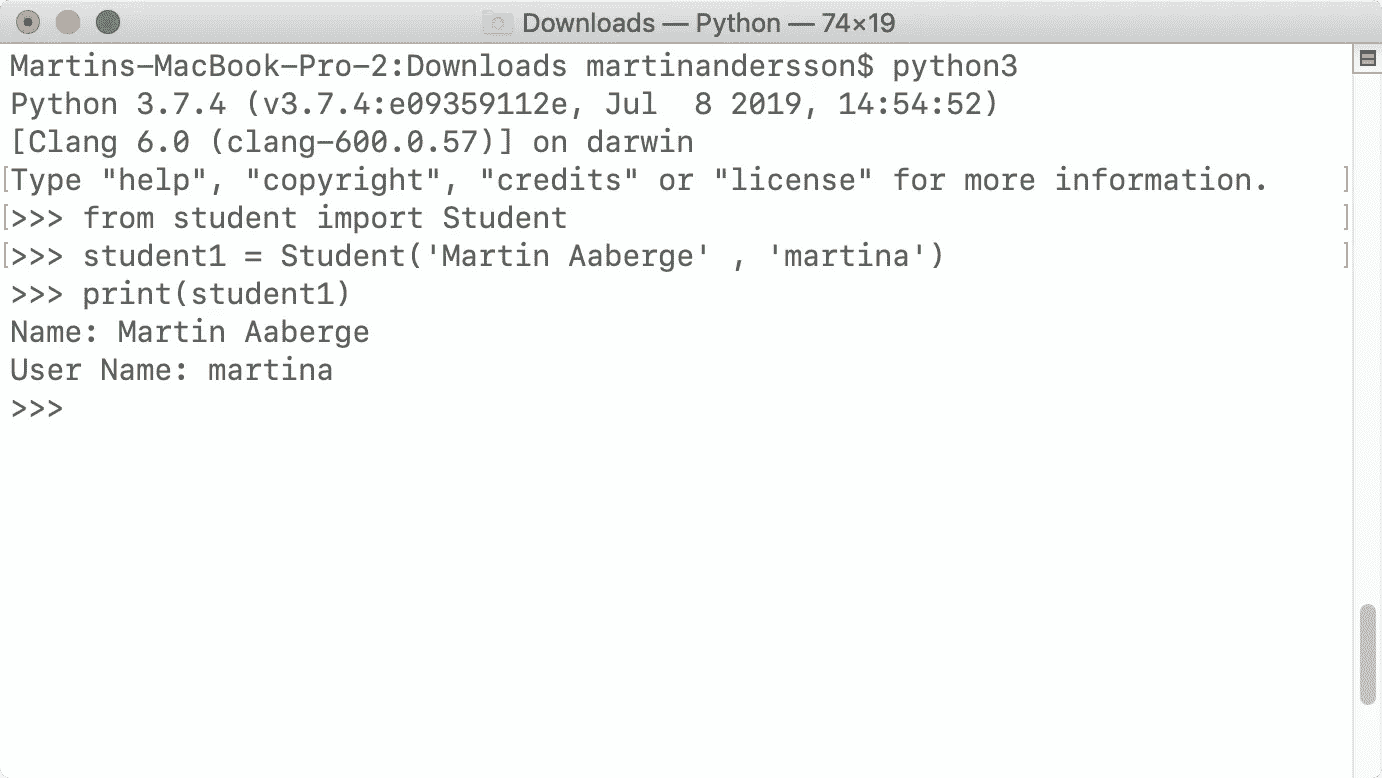 Downloads — Python — 74×19
Martins-MacBook-Pro-2:Downloads martinandersson$ python3
Python 3.7.4 (v3.7.4:e09359112e, Jul  8 2019, 14:54:52)
[Clang 6.0 (clang-600.0.57)] on darwin
Type "help", "copyright", "credits" or "license" for more information.
>>> from student import Student
>>> student1 = Student('Martin Aaberge' , 'martina')
>>> print(student1)
Name: Martin Aaberge
User Name: martina
>>>